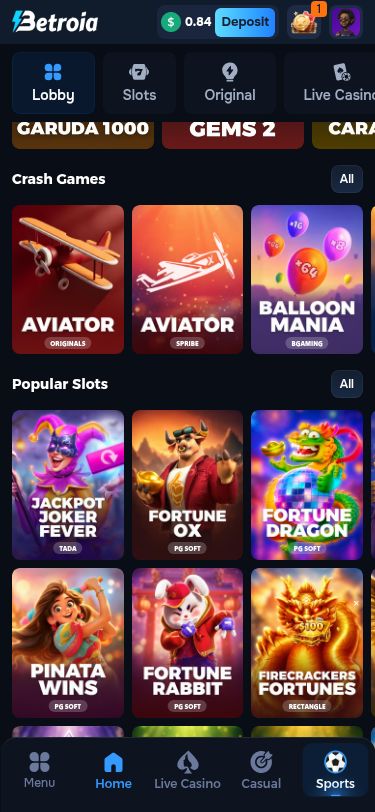 Betroia
$ 0.84 Deposit
1
Lobby
Slots
Original
Live Casino
GARUDA 1000
GEMS 2
CARA
Crash Games
All
AVIATOR
ORIGINALS
AVIATOR
SPRIBE
×16
×8
×64
BALLOON
MANIA
BGAMING
Popular Slots
All
JACKPOT
JOKER
FEVER
TADA
FORTUNE
OX
PG SOFT
FORTUNE
DRAGON
PG SOFT
PINATA
WINS
PG SOFT
FORTUNE
RABBIT
PG SOFT
$100
FIRECRACKERS
FORTUNES
RECTANGLE
Menu
Home
Live Casino
Casual
Sports